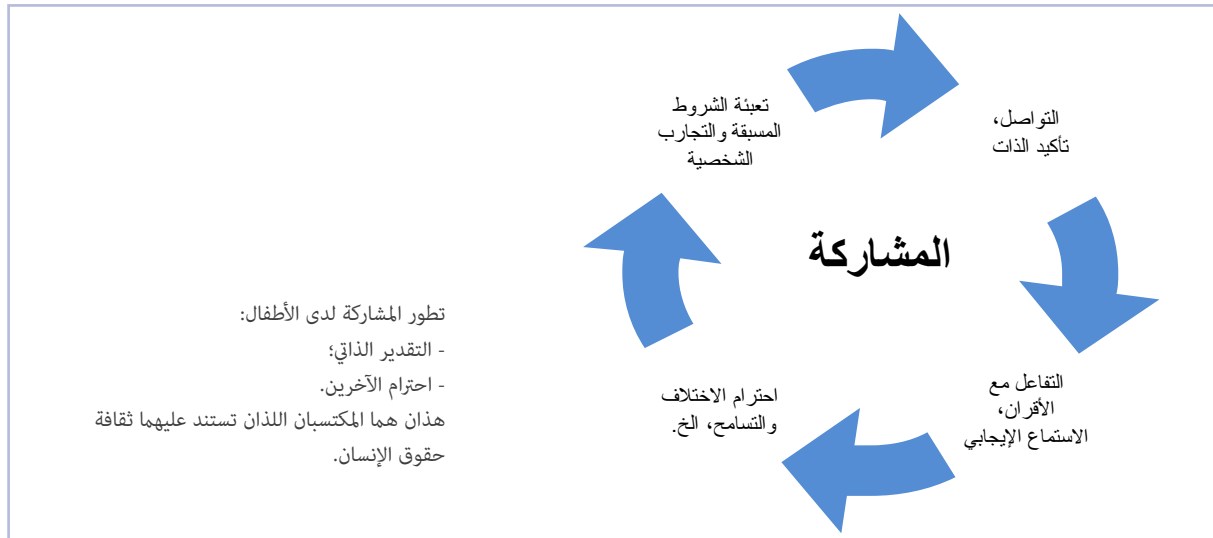 تعبئة الشروط
المسبقة والتجارب
الشخصية
التواصل،
تأكيد الذات
المشاركة
التفاعل مع
الأقران،
الاستماع الإيجابي
احترام الاختلاف
والتسامح، الخ.
تطور المشاركة لدى الأطفال:
- التقدير الذاتي؛
- احترام الآخرين.
هذان هما المكتسبان اللذان تستند عليهما ثقافة
حقوق الإنسان.